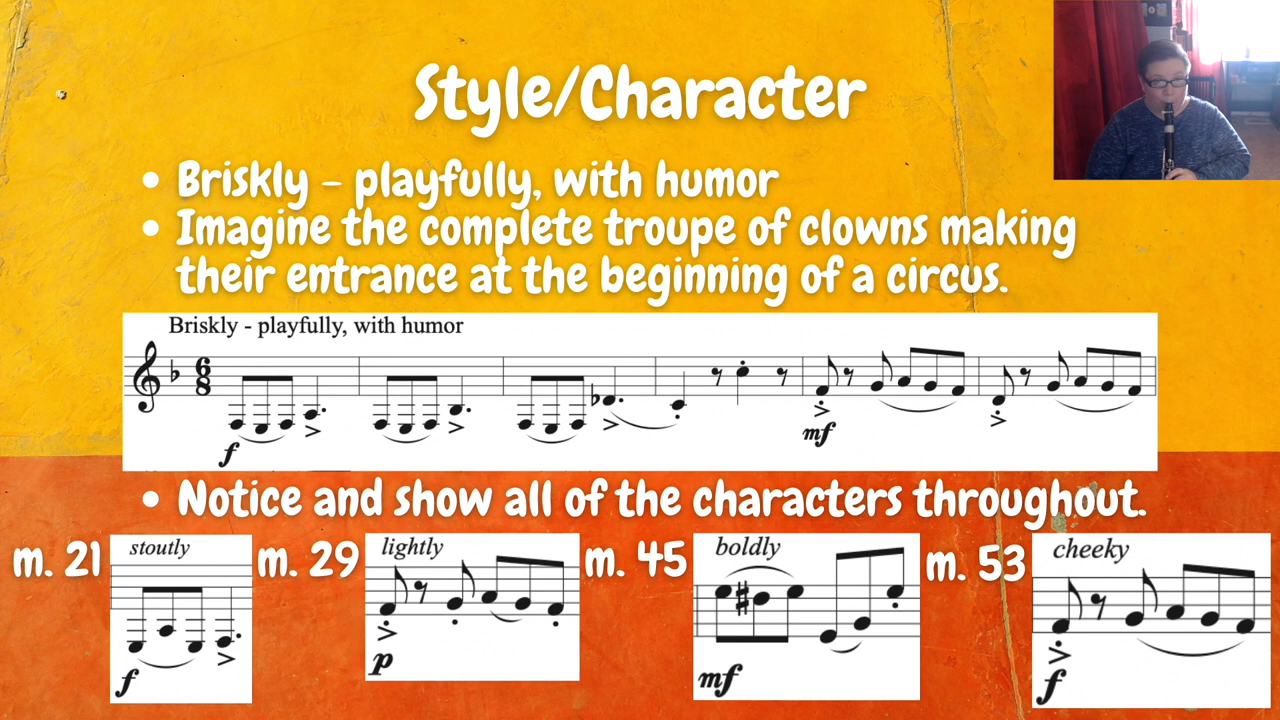 Style/Character
• Briskly - playfully, with humor
• Imagine the complete troupe of clowns making
their entrance at the beginning of a circus.
Briskly - playfully, with humor
6
8
f
mf
• Notice and show all of the characters throughout.
m. 21
stoutly
f
m. 29
lightly
p
m. 45
boldly
mf
m. 53
cheeky
f